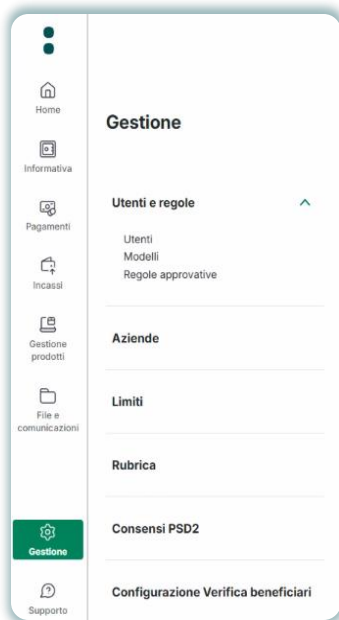 Home
Informativa
Pagamenti
Incassi
Gestione
prodotti
File e
comunicazioni
Gestione
Supporto
Gestione
Utenti e regole
Utenti
Modelli
Regole approvative
Aziende
Limiti
Rubrica
Consensi PSD2
Configurazione Verifica beneficiari